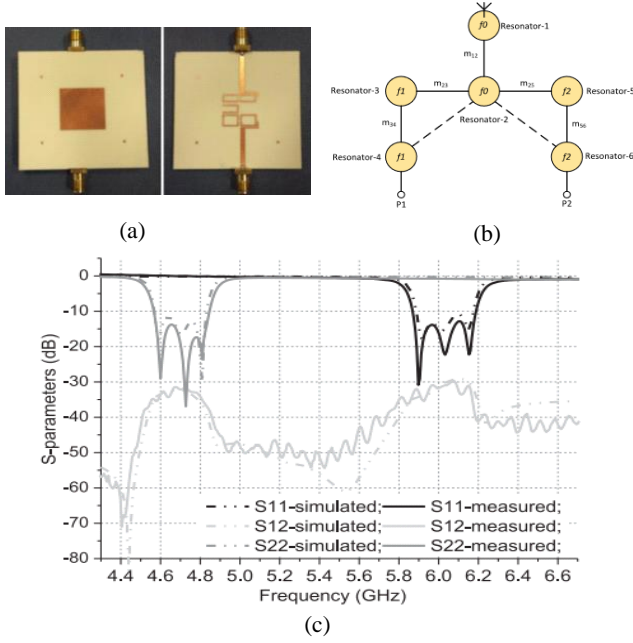 f0
Resonator-1
m12
Resonator-3
m23
m25
Resonator-5
f1
f0
f2
m34
Resonator-2
m56
Resonator-4
f1
f2
Resonator-6
P1
P2
(a)
(b)
0
-10
-20
-30
-40
-50
-60
-70
-80
S-parameters (dB)
S11-simulated; S11-measured;
S12-simulated; S12-measured;
S22-simulated; S22-measured;
4.4 4.6 4.8 5.0 5.2 5.4 5.6 5.8 6.0 6.2 6.4 6.6
Frequency (GHz)
(c)